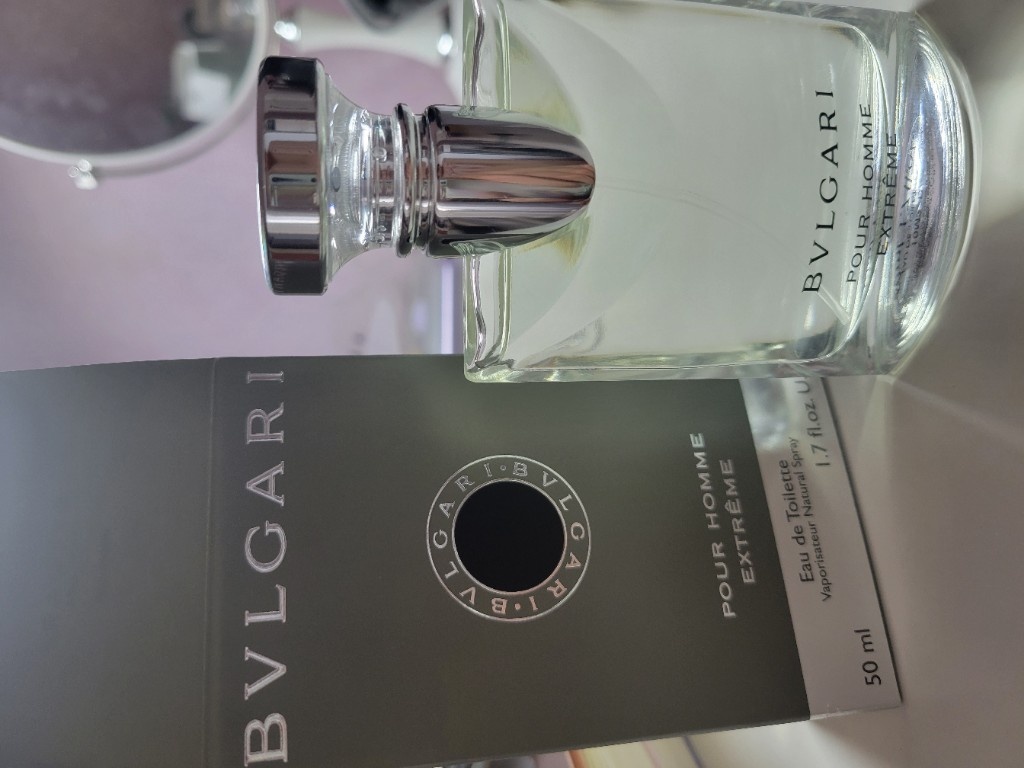 BVLGARI
BVLGARI · BVLGARI ·
POUR HOMME
EXTRÊME
Eau de Toilette
Vaporisateur Natural Spray
50 ml
1.7 fl.oz.
BVLGARI
POUR HOMME
EXTRÊME